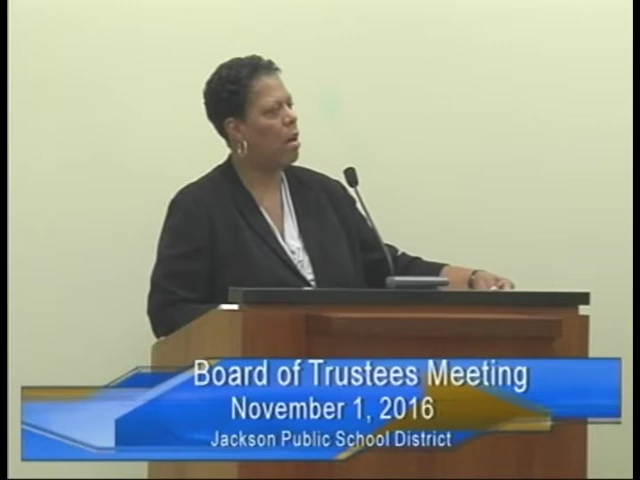 Board of Trustees Meeting
November 1, 2016
Jackson Public School District